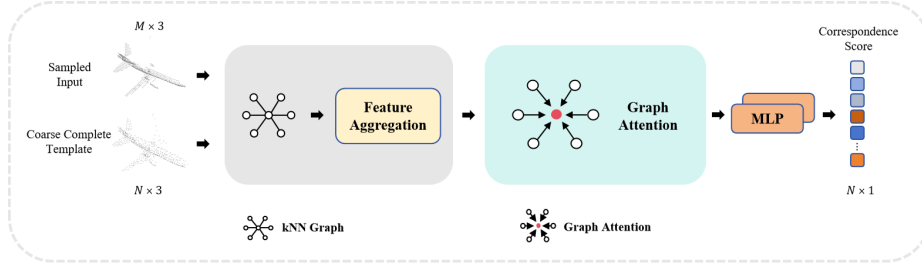 M × 3
Sampled
Input
Coarse Complete
Template
N × 3
Feature
Aggregation
Graph
Attention
MLP
Correspondence
Score
N × 1
kNN Graph
Graph Attention